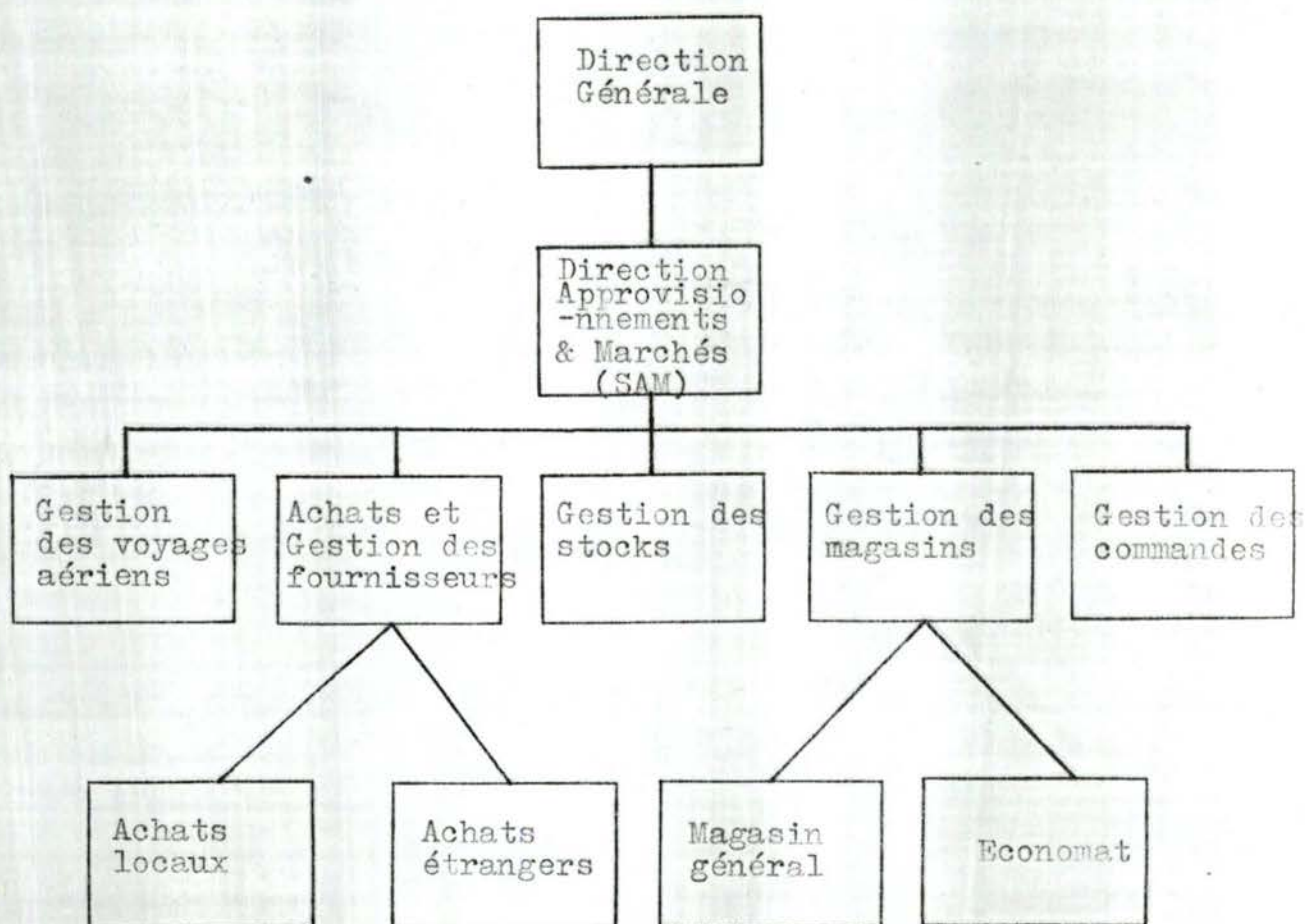 Direction
Générale
Direction
Approvisio
-nnements
& Marchés
(SAM)
Gestion
des voyages
aériens
Achats et
Gestion des
fournisseurs
Gestion des
stocks
Gestion des
magasins
Gestion des
commandes
Achats
locaux
Achats
étrangers
Magasin
général
Economat